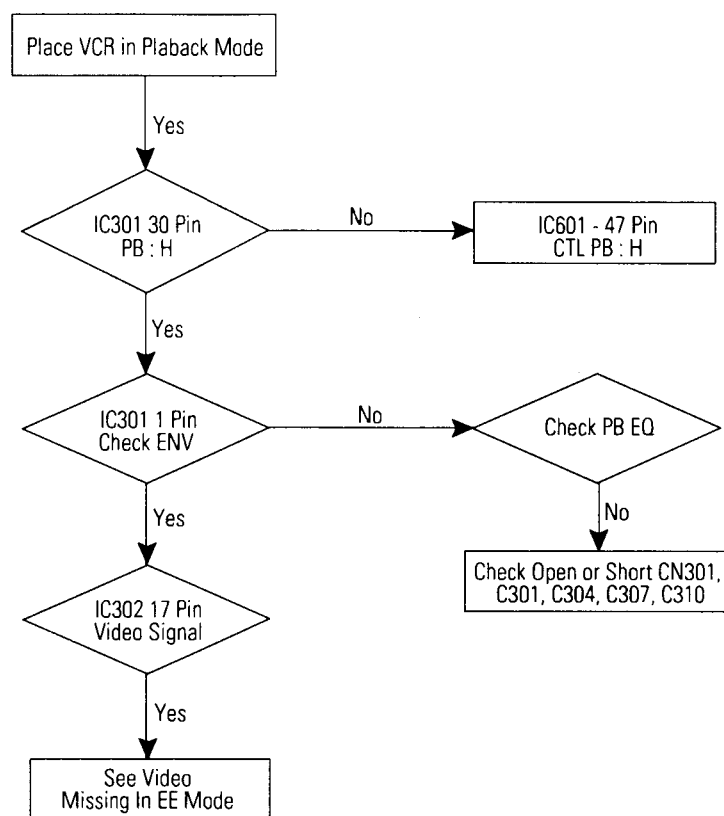 Place VCR in Plaback Mode
Yes
IC301 30 Pin
PB : H
No
IC601 - 47 Pin
CTL PB : H
Yes
IC301 1 Pin
Check ENV
No
Check PB EQ
Yes
No
IC302 17 Pin
Video Signal
Check Open or Short CN301,
C301, C304, C307, C310
Yes
See Video
Missing In EE Mode